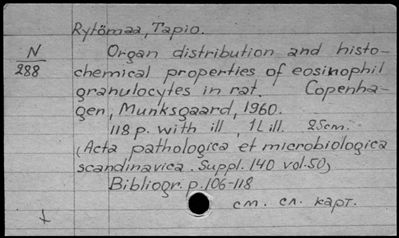 Rytömaa, Tapio.
N
288
Organ distribution and histo-
chemical properties of eosinophil
granulocytes in rat. Copenha-
gen, Munksgaard, 1960.
118 p. with ill, 1 l. ill. 25cm.
(Acta pathologica et microbiologica
scandinavica. Suppl. 140 vol. 50)
Bibliogr. p. 106-118
см. сл. карт.